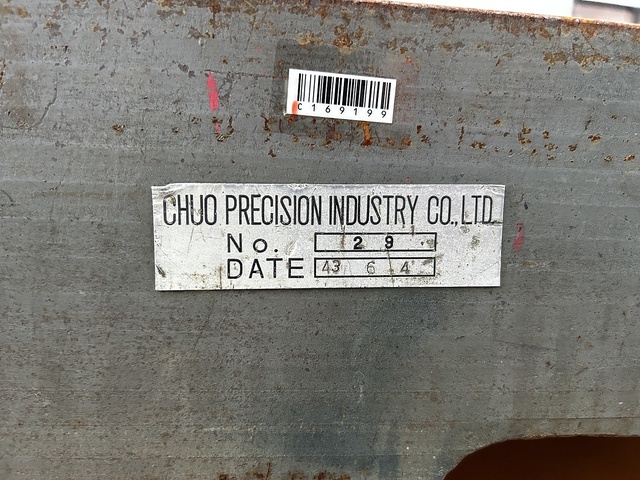 C169199
CHUO PRECISION INDUSTRY CO.,LTD.
No. 29
DATE 43 6 4